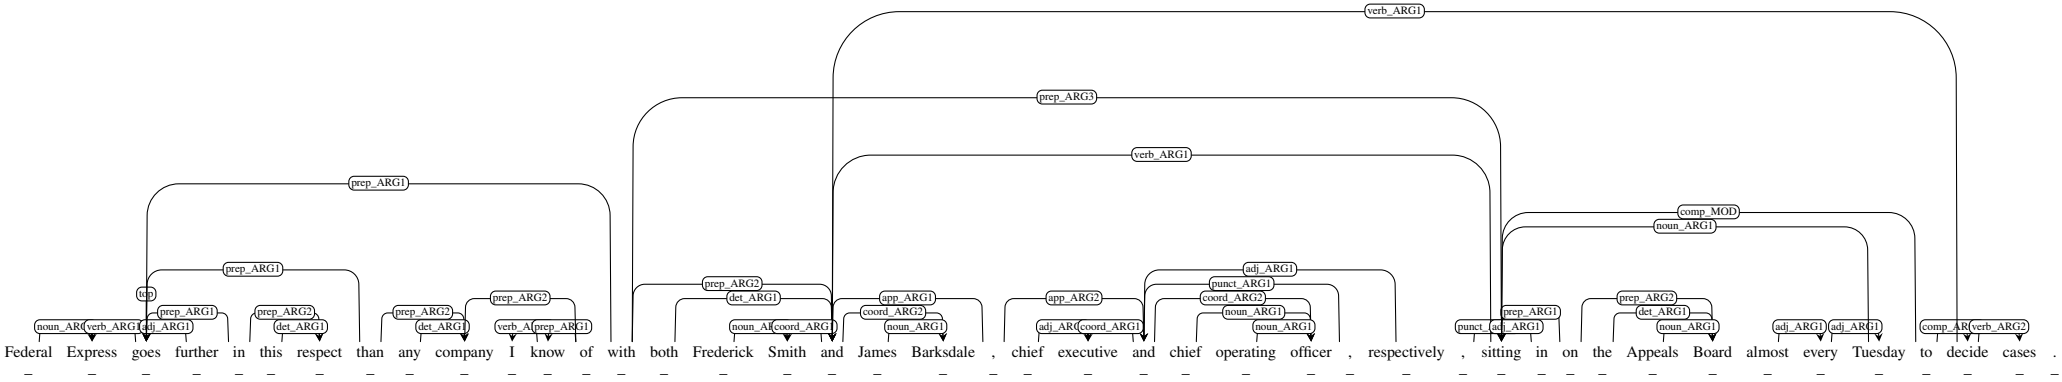 verb_ARG1
prep_ARG3
verb_ARG1
prep_ARG1
comp_MOD
noun_ARG1
prep_ARG1 adj_ARG1
prep_ARG2 punct_ARG1
top prep_ARG2 det_ARG1 app_ARG1 app_ARG2 coord_ARG2 prep_ARG2
prep_ARG1 prep_ARG2 prep_ARG2 coord_ARG2 noun_ARG1 prep_ARG1 det_ARG1
verb_ARG1 adj_ARG1 det_ARG1 det_ARG1 prep_ARG1 coord_ARG1 noun_ARG1 coord_ARG1 noun_ARG1 adj_ARG1 noun_ARG1 adj_ARG1 adj_ARG1 verb_ARG2
Federal Express goes further in this respect than any company I know of with both Frederick Smith and James Barksdale , chief executive and chief operating officer , respectively , sitting in on the Appeals Board almost every Tuesday to decide cases .